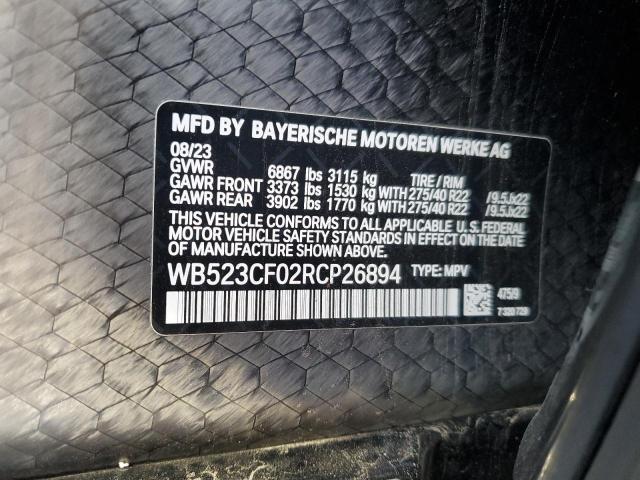 MFD BY BAYERISCHE MOTOREN WERKE AG
08/23
GVWR 6867 lbs 3115 kg TIRE / RIM
GAWR FRONT 3373 lbs 1530 kg WITH 275/40 R22 /9.5Jx22
GAWR REAR 3902 lbs 1770 kg WITH 275/40 R22 /9.5Jx22
THIS VEHICLE CONFORMS TO ALL APPLICABLE U.S. FEDERAL
MOTOR VEHICLE SAFETY STANDARDS IN EFFECT ON THE DATE
OF MANUFACTURE SHOWN ABOVE.
WB523CF02RCP26894 TYPE: MPV
475/9